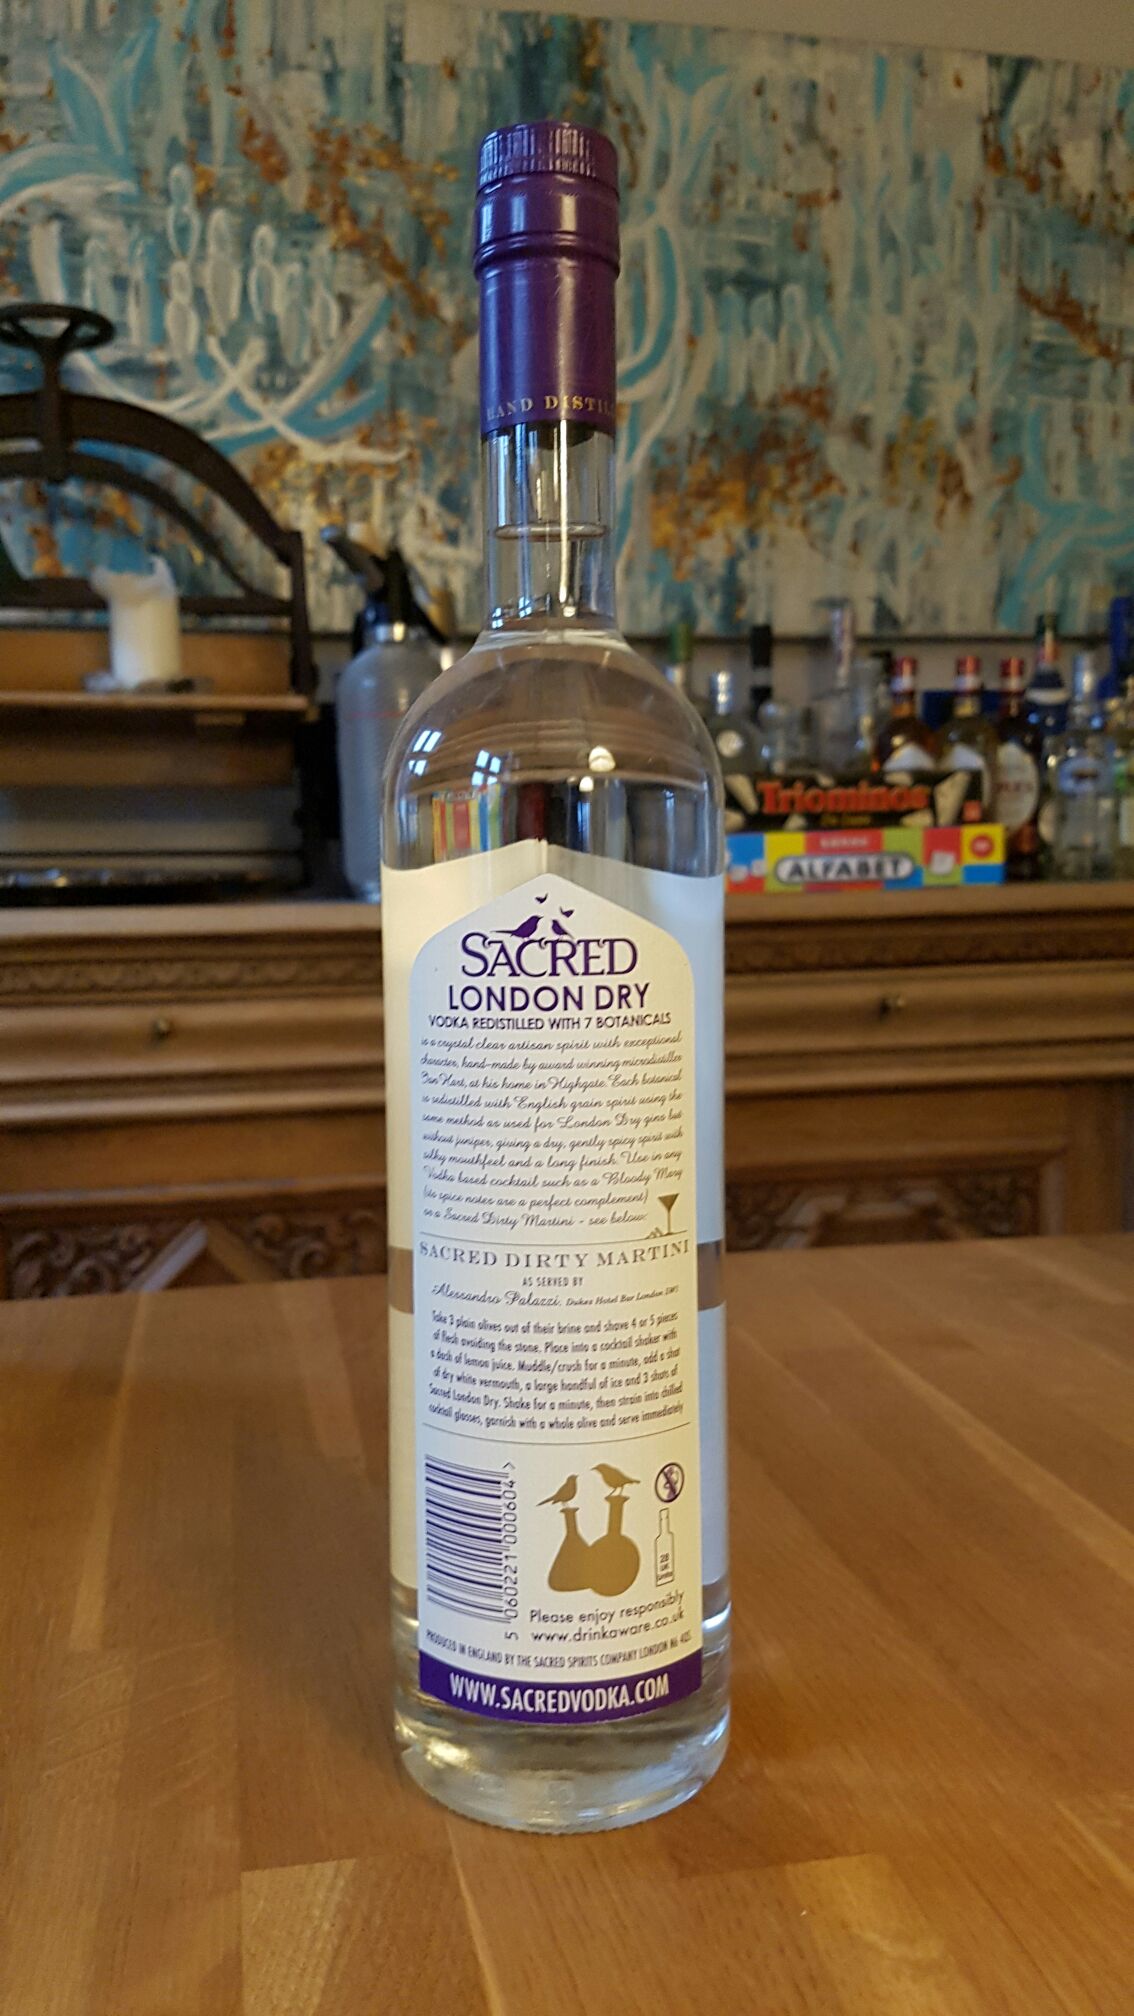 HAND DISTIL
Triominos
ALFABET
SACRED
LONDON DRY
VODKA REDISTILLED WITH 7 BOTANICALS
is a crystal clear artisan spirit with exceptional
character, hand-made by award winning microdistiller
Ian Hart, at his home in Highgate. Each botanical
is redistilled with English grain spirit using the
same method as used for London Dry gins but
without juniper, giving a dry, gently spicy spirit with
silky mouthfeel and a long finish. Use in any
Vodka based cocktail such as a Bloody Mary
(its spice notes are a perfect complement)
or a Sacred Dirty Martini - see below:
SACRED DIRTY MARTINI
AS SERVED BY
Alessandro Palazzi, Dukes Hotel Bar London SW1
Take 3 plain olives out of their brine and shave 4 or 5 pieces
of flesh avoiding the stone. Place into a cocktail shaker with
a dash of lemon juice. Muddle/crush for a minute, add a shot
of dry white vermouth, a large handful of ice and 3 shots of
Sacred London Dry. Shake for a minute, then strain into chilled
cocktail glasses, garnish with a whole olive and serve immediately
5 060221 000604 >
28
UK
Units
Please enjoy responsibly
www.drinkaware.co.uk
PRODUCED IN ENGLAND BY THE SACRED SPIRITS COMPANY LONDON N6
WWW.SACREDVODKA.COM